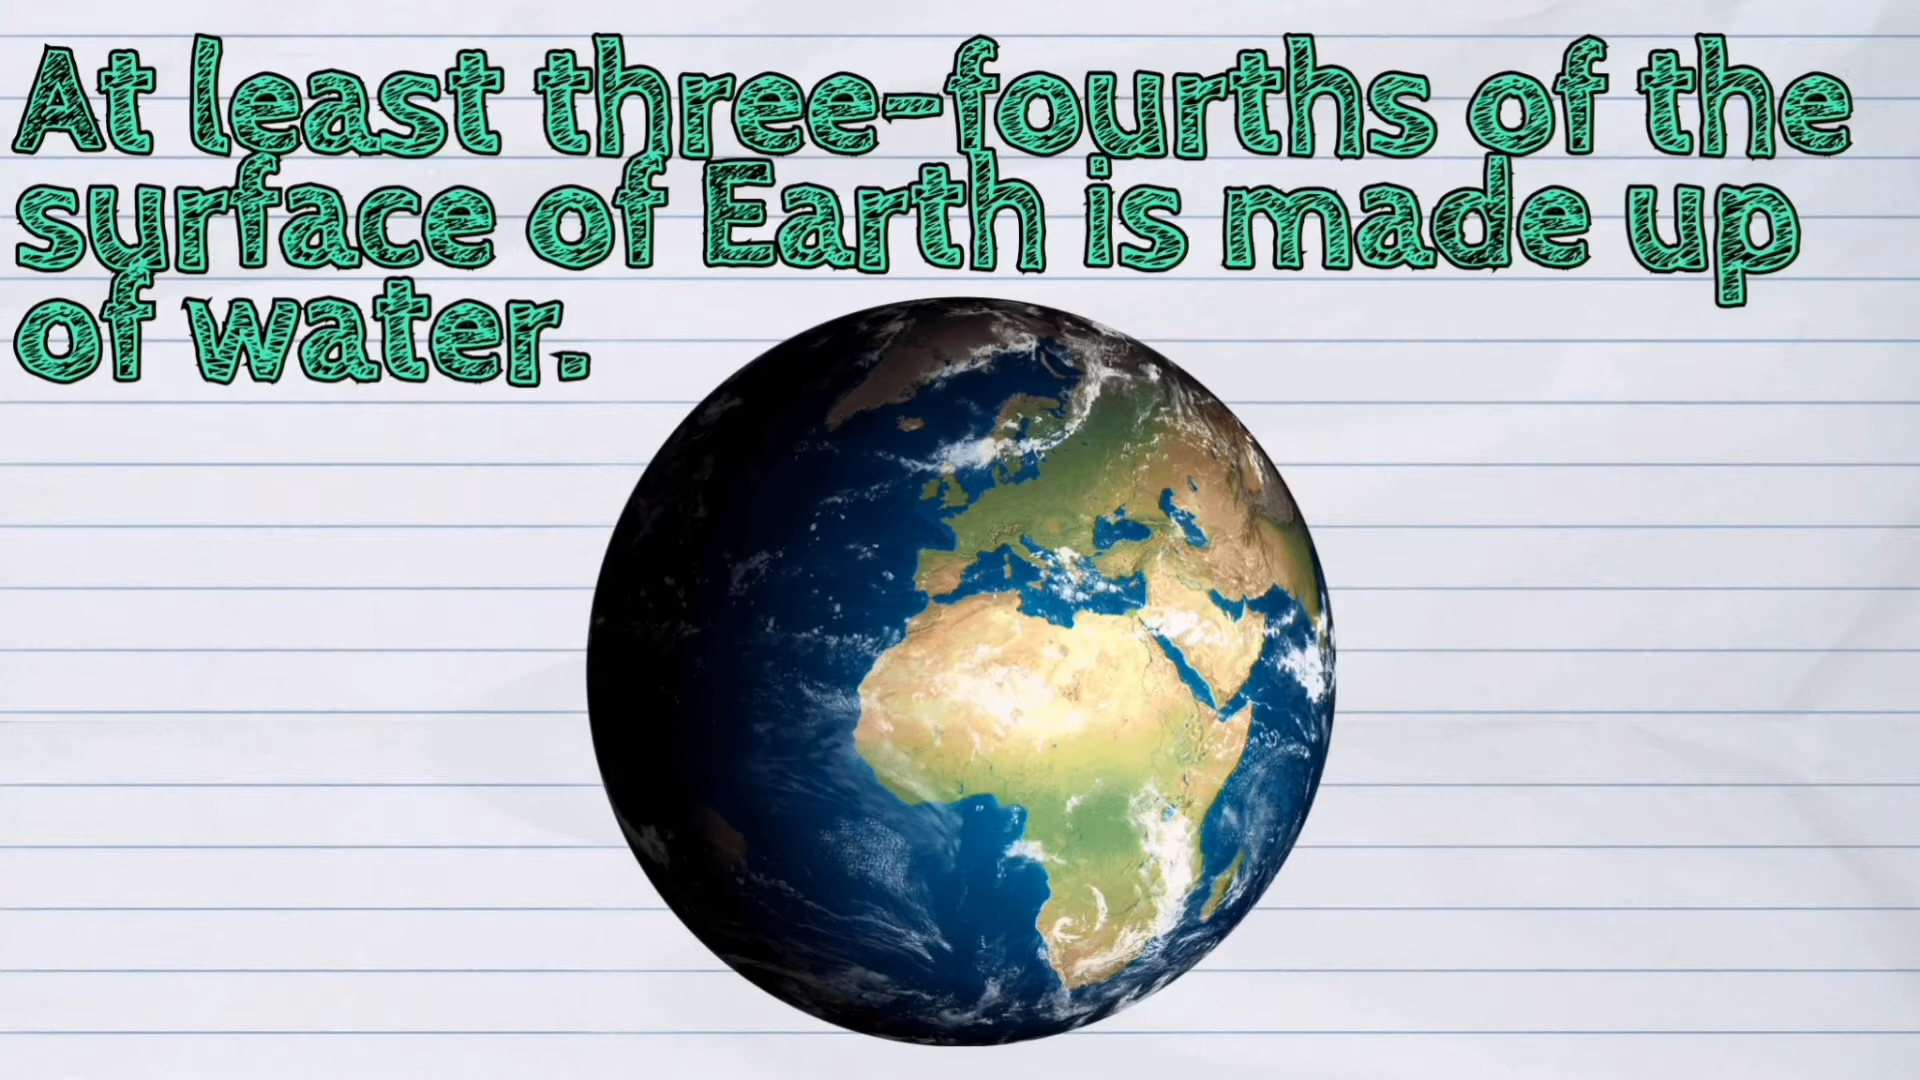 At least three-fourths of the
surface of Earth is made up
of water.